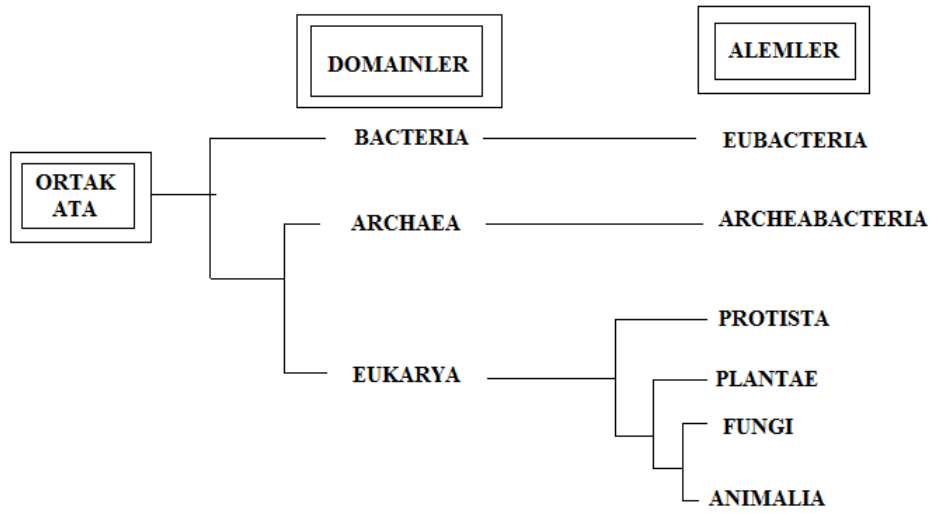 DOMAINLER
ALEMLER
BACTERIA
EUBACTERIA
ORTAK
ATA
ARCHAEA
ARCHEABACTERIA
PROTISTA
EUKARYA
PLANTAE
FUNGI
ANIMALIA